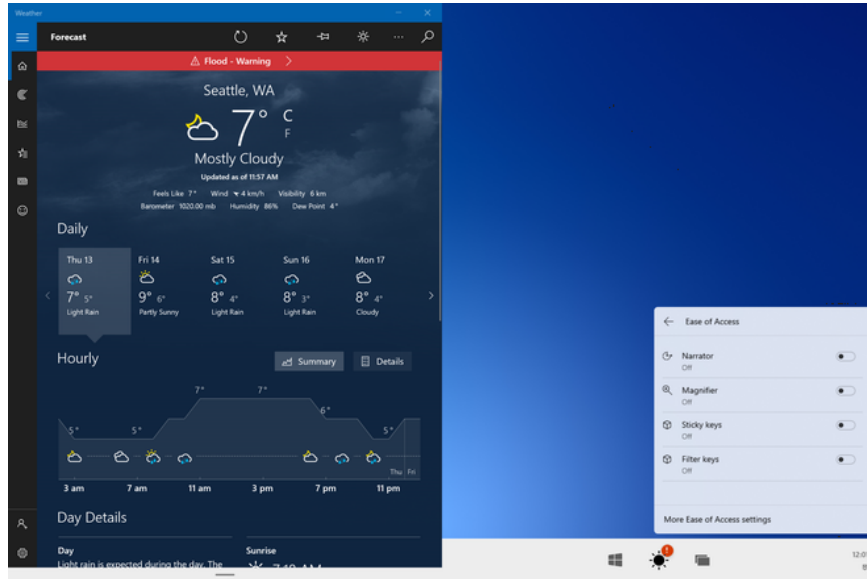 Weather
Forecast
Flood - Warning
Seattle, WA
7° C
F
Mostly Cloudy
Updated as of 11:57 AM
Feels Like 7° Wind 4 km/h Visibility 6 km
Barometer 1020.00 mb Humidity 86% Dew Point 4°
Daily
Thu 13 Fri 14 Sat 15 Sun 16 Mon 17
7° 5° 9° 6° 8° 4° 8° 3° 8° 4°
Light Rain Partly Sunny Light Rain Light Rain Cloudy
Hourly Summary Details
7° 7°
6°
5° 5° 5°
Thu Fri
3 am 7 am 11 am 3 pm 7 pm 11 pm
Day Details
Day Sunrise
Light rain is expected during the day. The
Ease of Access
Narrator
Off
Magnifier
Off
Sticky keys
Off
Filter keys
Off
More Ease of Access settings